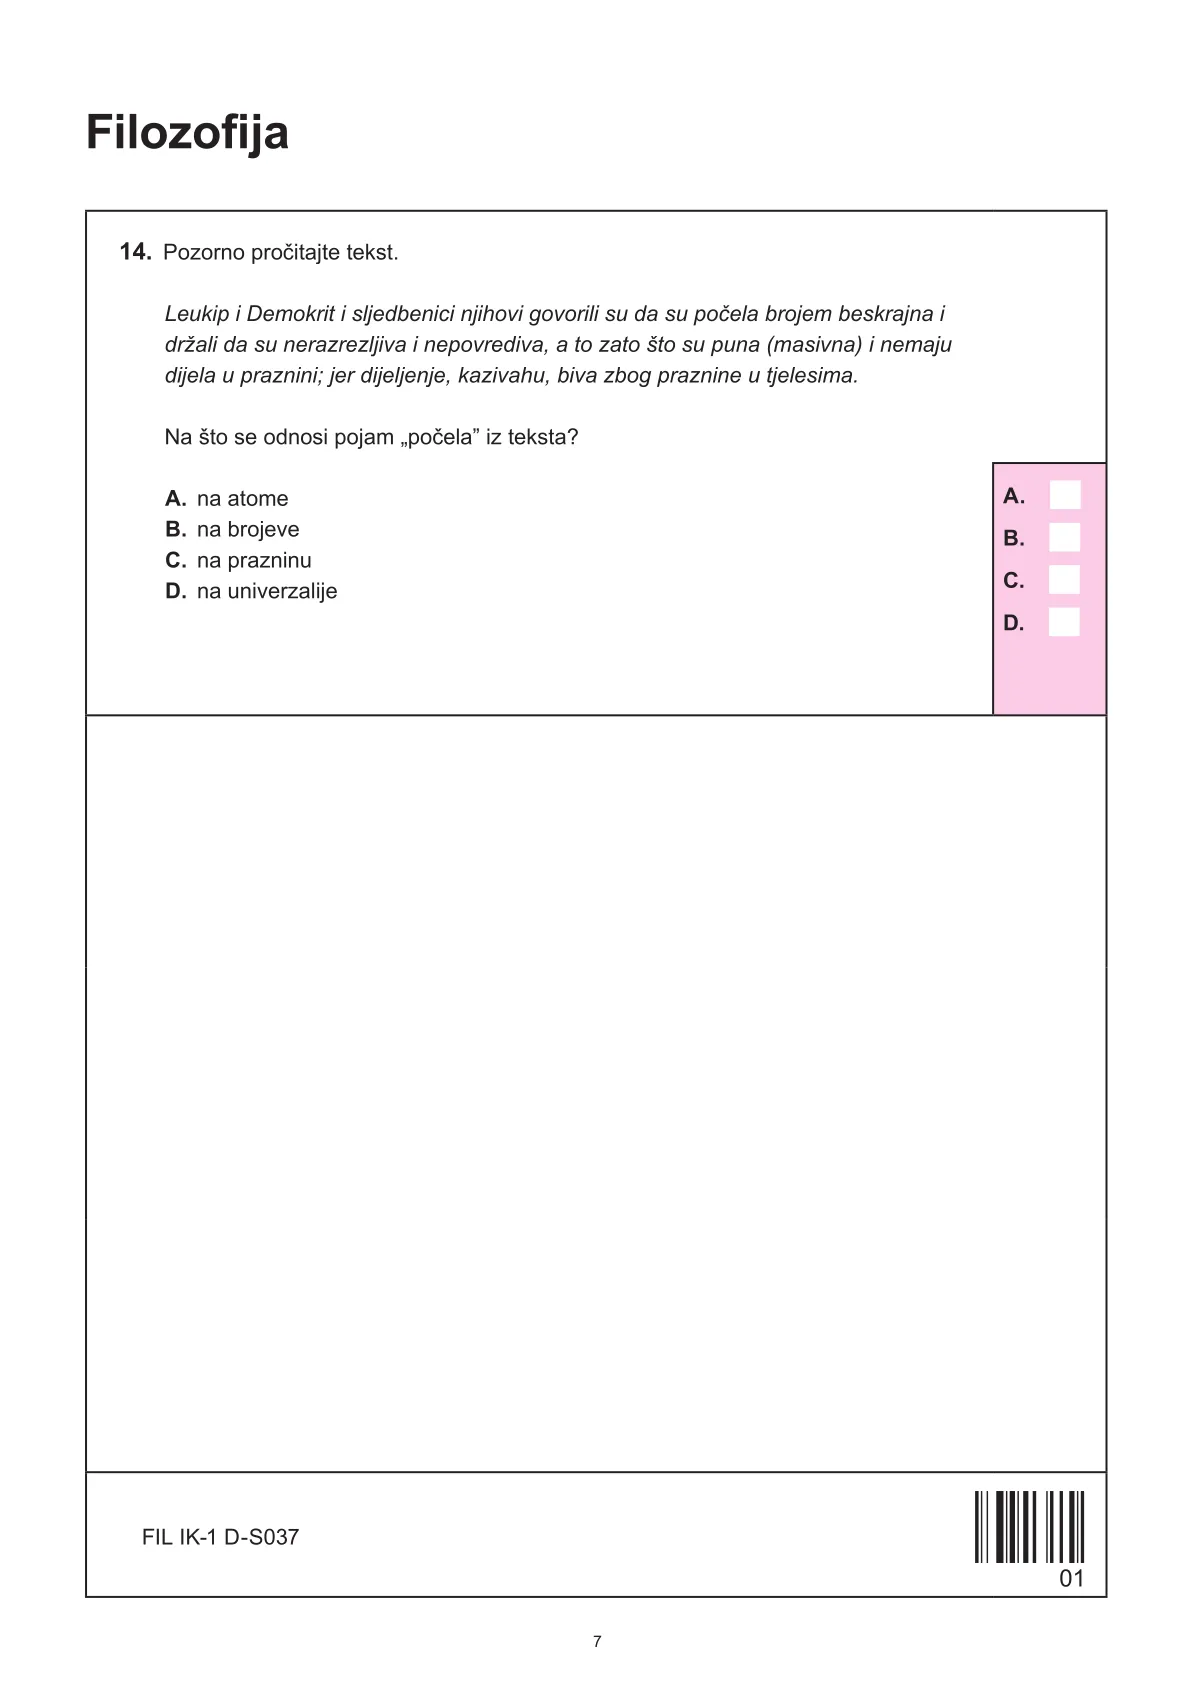 Filozofija
14. Pozorno pročitajte tekst.
Leukip i Demokrit i sljedbenici njihovi govorili su da su počela brojem beskrajna i
držali da su nerazrezljiva i nepovrediva, a to zato što su puna (masivna) i nemaju
dijela u praznini; jer dijeljenje, kazivahu, biva zbog praznine u tjelesima.
Na što se odnosi pojam „počela” iz teksta?
A. na atome
B. na brojeve
C. na prazninu
D. na univerzalije
A.
B.
C.
D.
FIL IK-1 D-S037
01
7